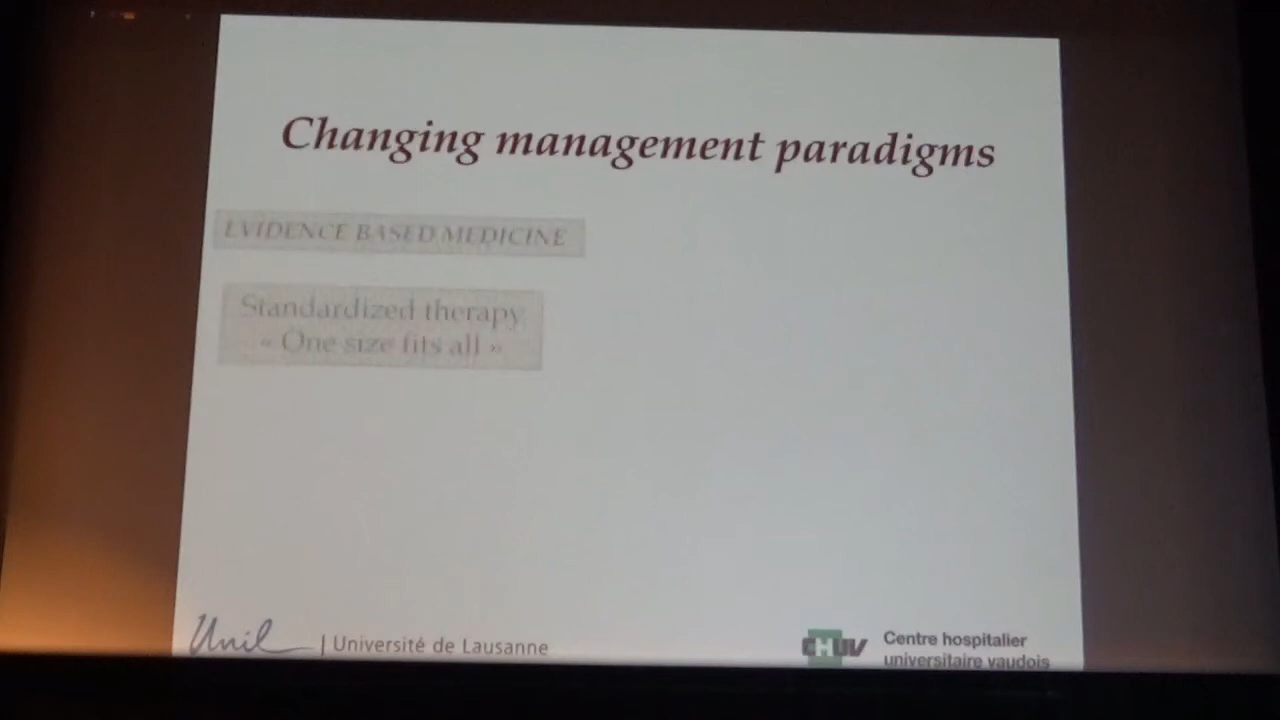 Changing management paradigms
EVIDENCE BASED MEDICINE
Standardized therapy
« One size fits all »
Unil | Université de Lausanne
CHUV Centre hospitalier
universitaire vaudois